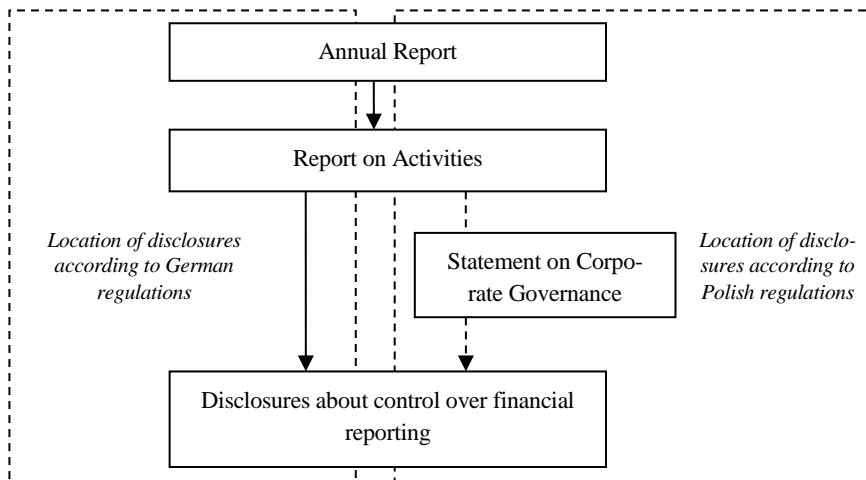 Annual Report
Report on Activities
Location of disclosures
according to German
regulations
Statement on Corpo-
rate Governance
Location of disclo-
sures according to
Polish regulations
Disclosures about control over financial
reporting